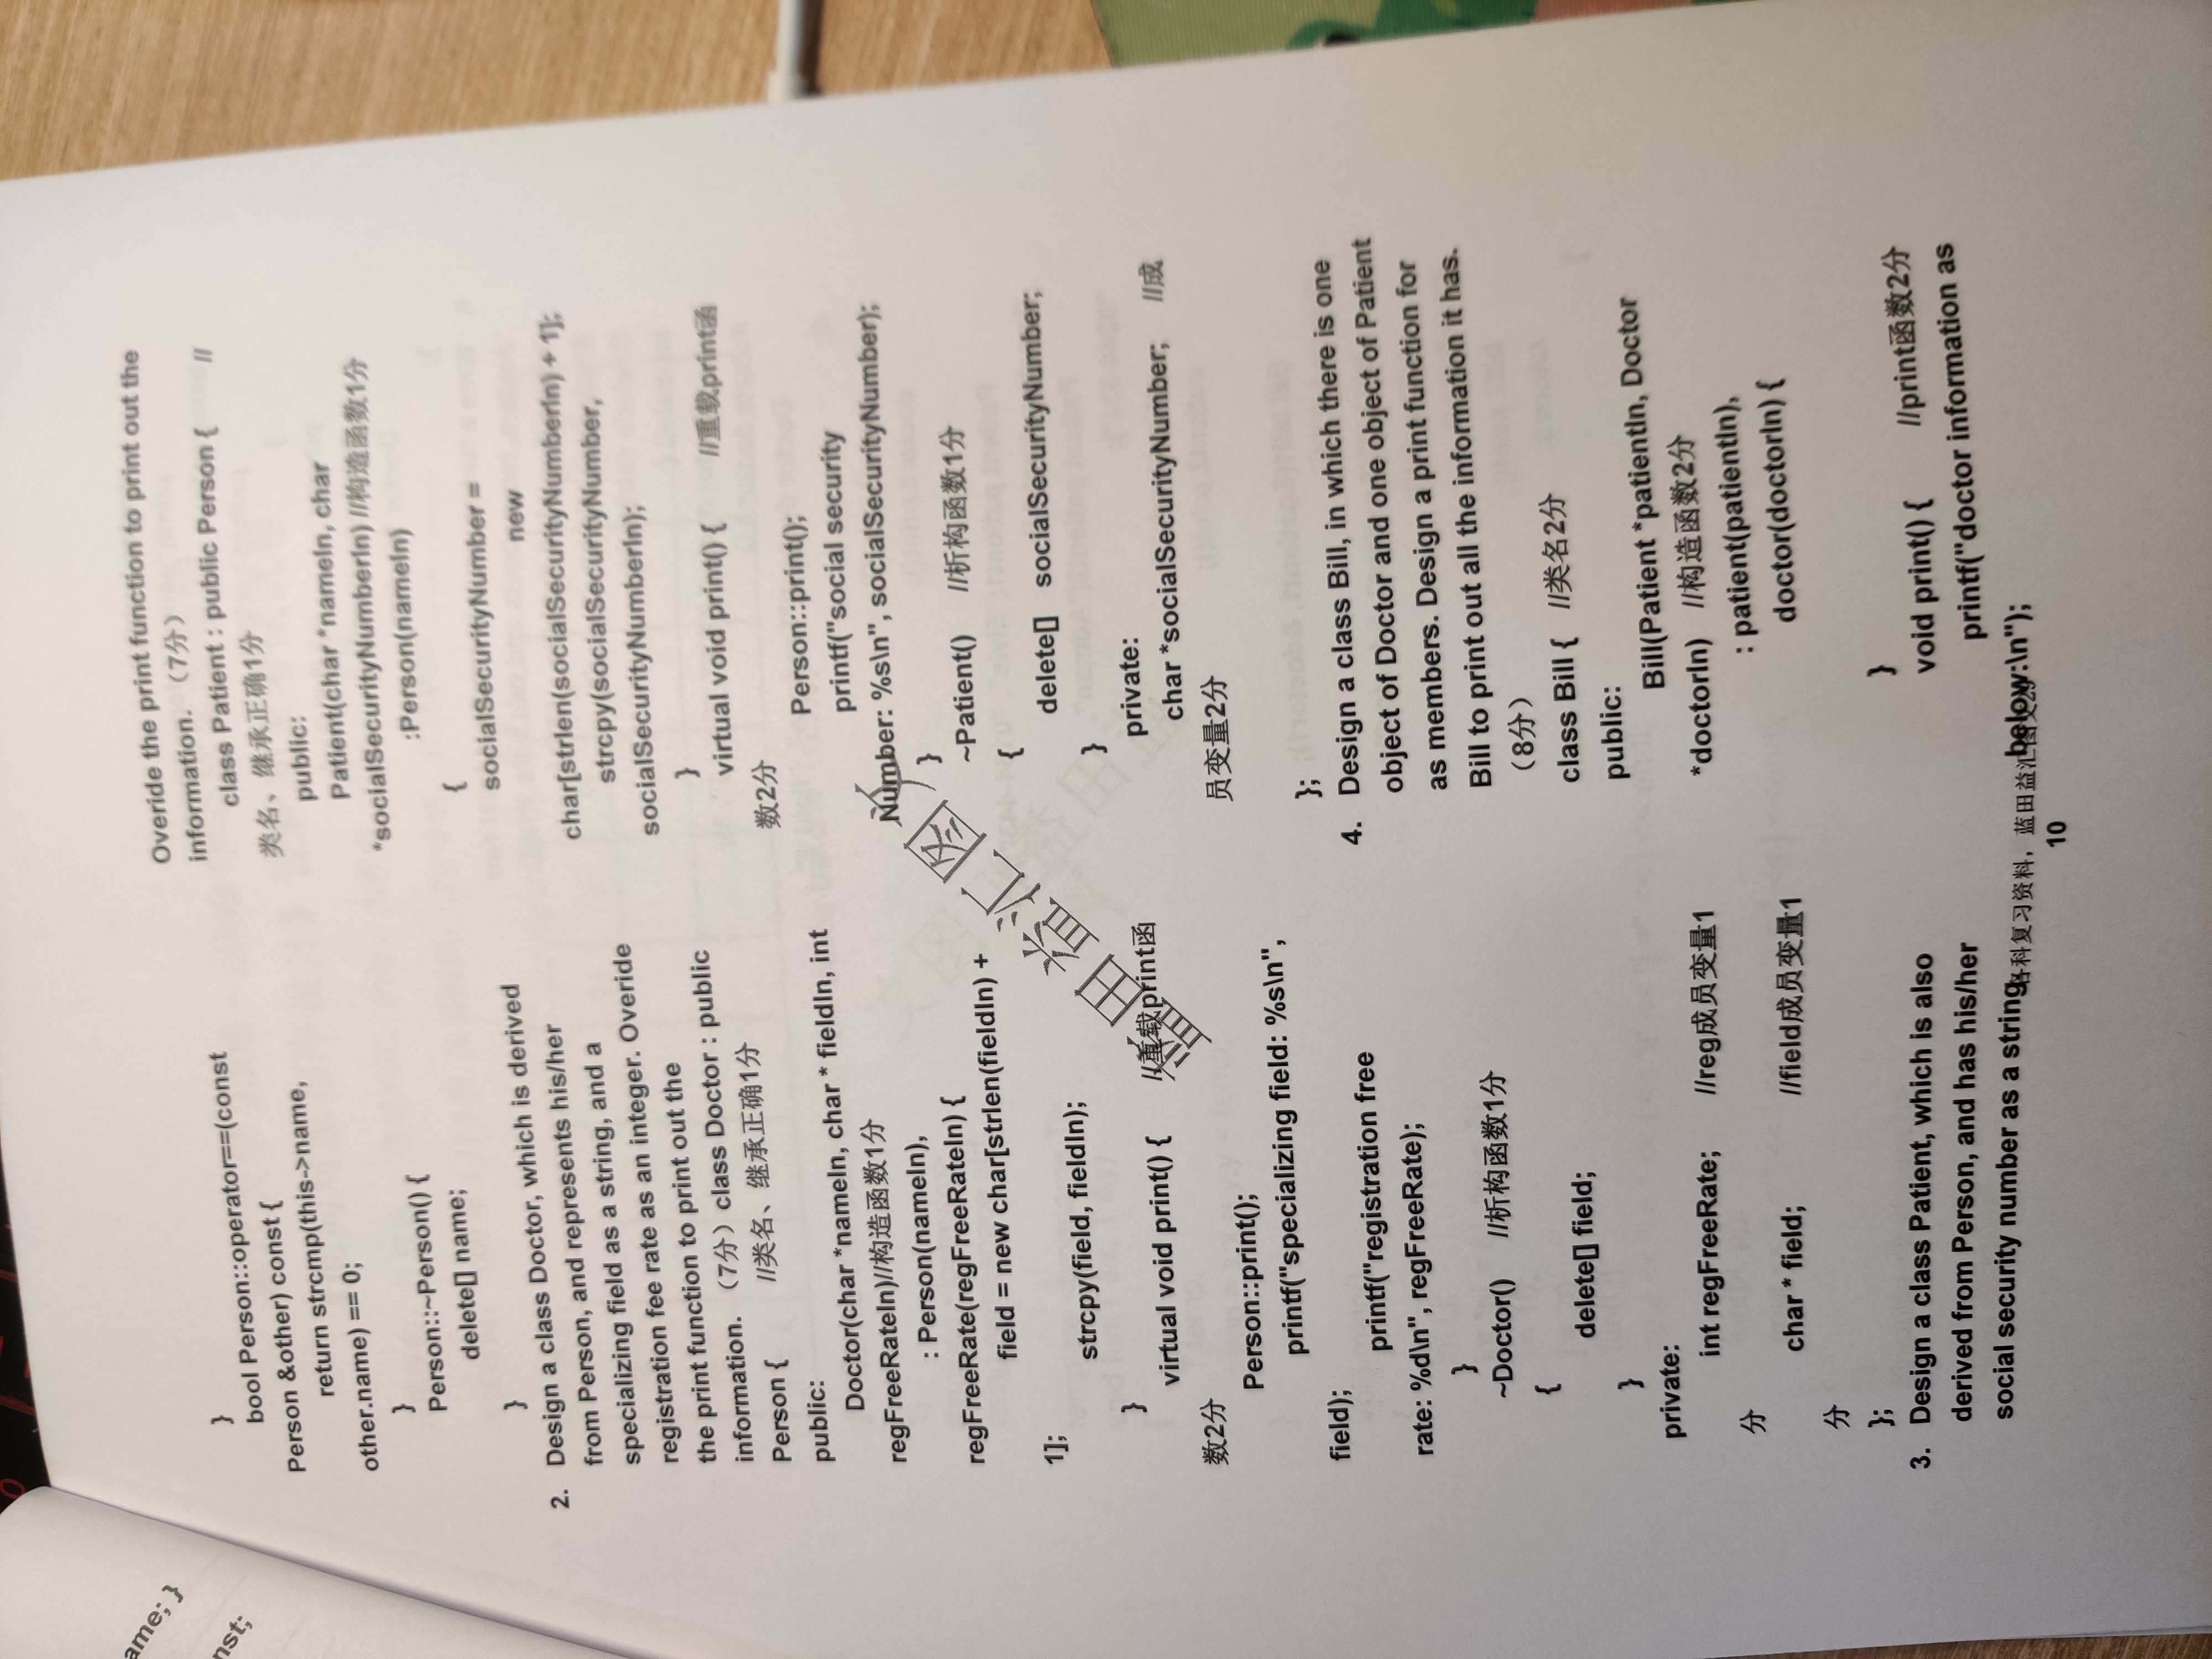 ame; }
nst;
}
bool Person::operator==(const
Person &other) const {
return strcmp(this->name,
other.name) == 0;
}
Person::~Person() {
delete[] name;
}
2. Design a class Doctor, which is derived
from Person, and represents his/her
specializing field as a string, and a
registration fee rate as an integer. Override
the print function to print out the
information. （7分）class Doctor : public
Person { //类名、继承正确1分
public:
Doctor(char *nameIn, char * fieldIn, int
regFreeRateIn)//构造函数1分
: Person(nameIn),
regFreeRate(regFreeRateIn) {
field = new char[strlen(fieldIn) +
1];
strcpy(field, fieldIn);
}
virtual void print() { //重载print函
数2分
Person::print();
printf("specializing field: %s\n",
field);
printf("registration free
rate: %d\n", regFreeRate);
}
~Doctor() //析构函数1分
{
delete[] field;
}
private:
int regFreeRate; //reg成员变量1
分
char * field; //field成员变量1
分
};
3. Design a class Patient, which is also
derived from Person, and has his/her
social security number as a string.
Overide the print function to print out the
information. （7分）
class Patient : public Person { //
类名、继承正确1分
public:
Patient(char *nameIn, char
*socialSecurityNumberIn) //构造函数1分
:Person(nameIn)
{
socialSecurityNumber =
new
char[strlen(socialSecurityNumberIn) + 1];
strcpy(socialSecurityNumber,
socialSecurityNumberIn);
}
virtual void print() { //重载print函
数2分
Person::print();
printf("social security
Number: %s\n", socialSecurityNumber);
}
~Patient() //析构函数1分
{
delete[] socialSecurityNumber;
}
private:
char *socialSecurityNumber; //成
员变量2分
};
4. Design a class Bill, in which there is one
object of Doctor and one object of Patient
as members. Design a print function for
Bill to print out all the information it has.
（8分）
class Bill { //类名2分
public:
Bill(Patient *patientIn, Doctor
*doctorIn) //构造函数2分
: patient(patientIn),
doctor(doctorIn) {
}
void print() { //print函数2分
printf("doctor information as
below:\n");
各科复习资料，蓝田益汇图文
10
蓝田益汇图文